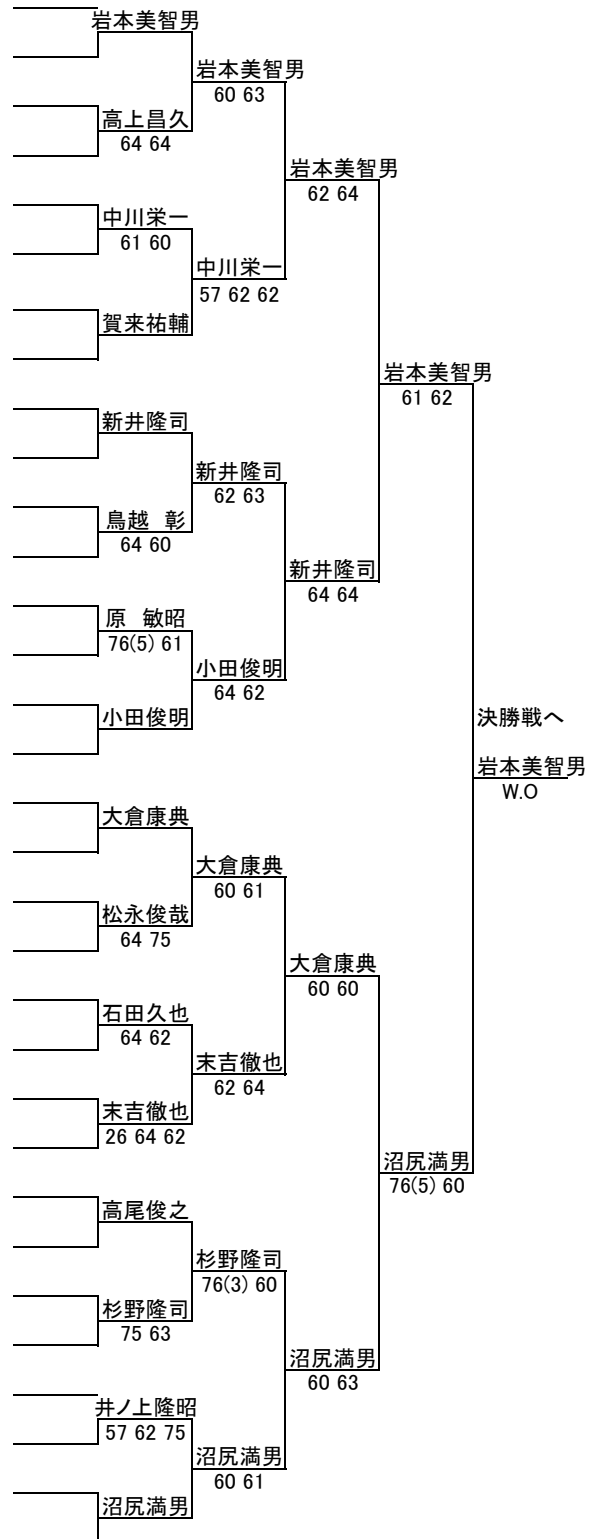 岩本美智男
岩本美智男
60 63
高上昌久
64 64
岩本美智男
62 64
中川栄一
61 60
中川栄一
57 62 62
賀来祐輔
岩本美智男
61 62
新井隆司
新井隆司
62 63
鳥越 彰
64 60
新井隆司
64 64
原 敏昭
76(5) 61
小田俊明
64 62
小田俊明
決勝戦へ
岩本美智男
W.O
大倉康典
大倉康典
60 61
松永俊哉
64 75
大倉康典
60 60
石田久也
64 62
末吉徹也
62 64
末吉徹也
26 64 62
沼尻満男
76(5) 60
高尾俊之
杉野隆司
76(3) 60
杉野隆司
75 63
沼尻満男
60 63
井ノ上隆昭
57 62 75
沼尻満男
60 61
沼尻満男